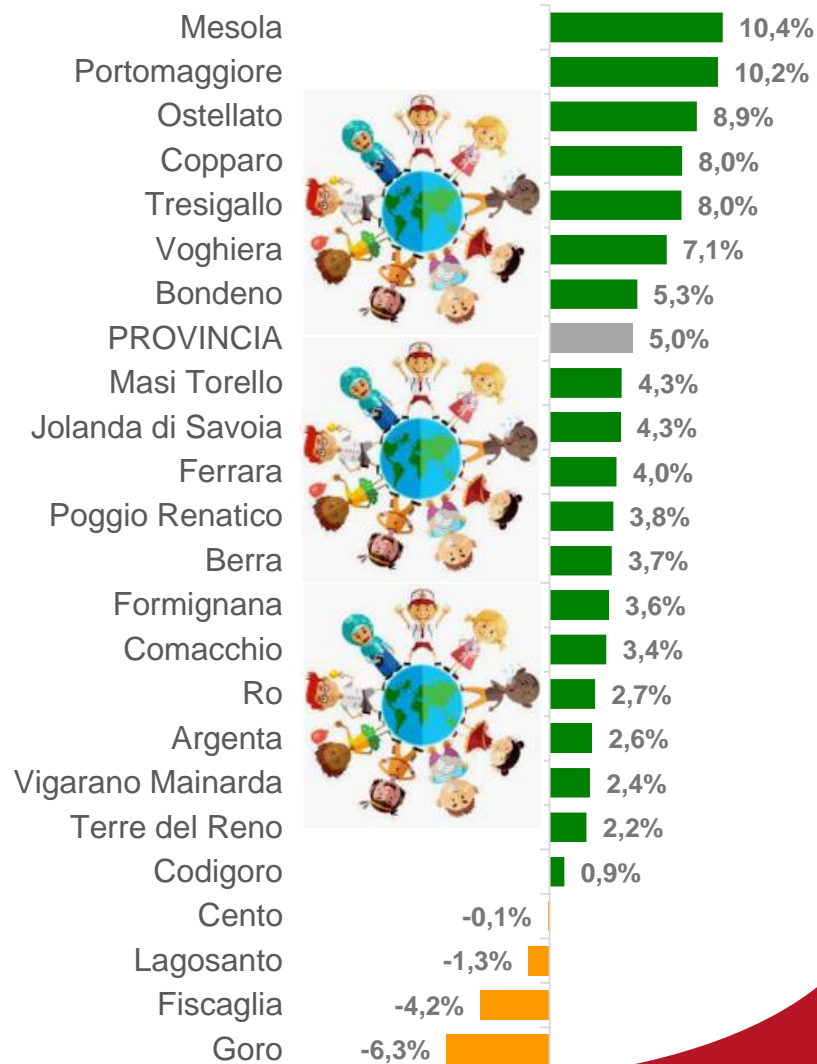 Mesola 10,4%
Portomaggiore 10,2%
Ostellato 8,9%
Copparo 8,0%
Tresigallo 8,0%
Voghiera 7,1%
Bondeno 5,3%
PROVINCIA 5,0%
Masi Torello 4,3%
Jolanda di Savoia 4,3%
Ferrara 4,0%
Poggio Renatico 3,8%
Berra 3,7%
Formignana 3,6%
Comacchio 3,4%
Ro 2,7%
Argenta 2,6%
Vigarano Mainarda 2,4%
Terre del Reno 2,2%
Codigoro 0,9%
Cento -0,1%
Lagosanto -1,3%
Fiscaglia -4,2%
Goro -6,3%